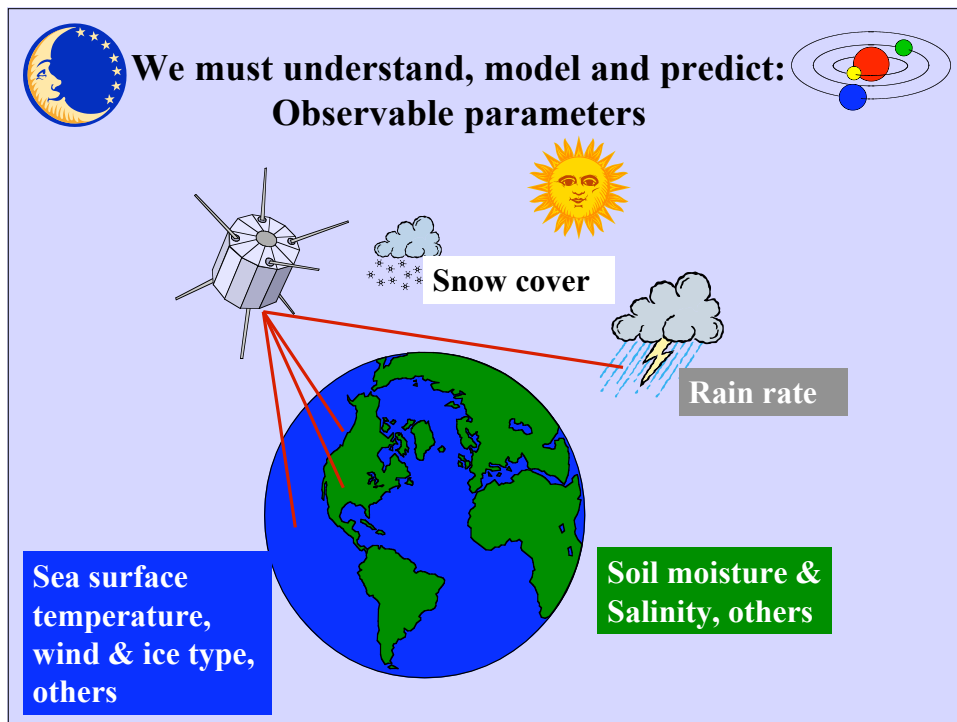 We must understand, model and predict:
Observable parameters
Snow cover
Rain rate
Sea surface
temperature,
wind & ice type,
others
Soil moisture &
Salinity, others